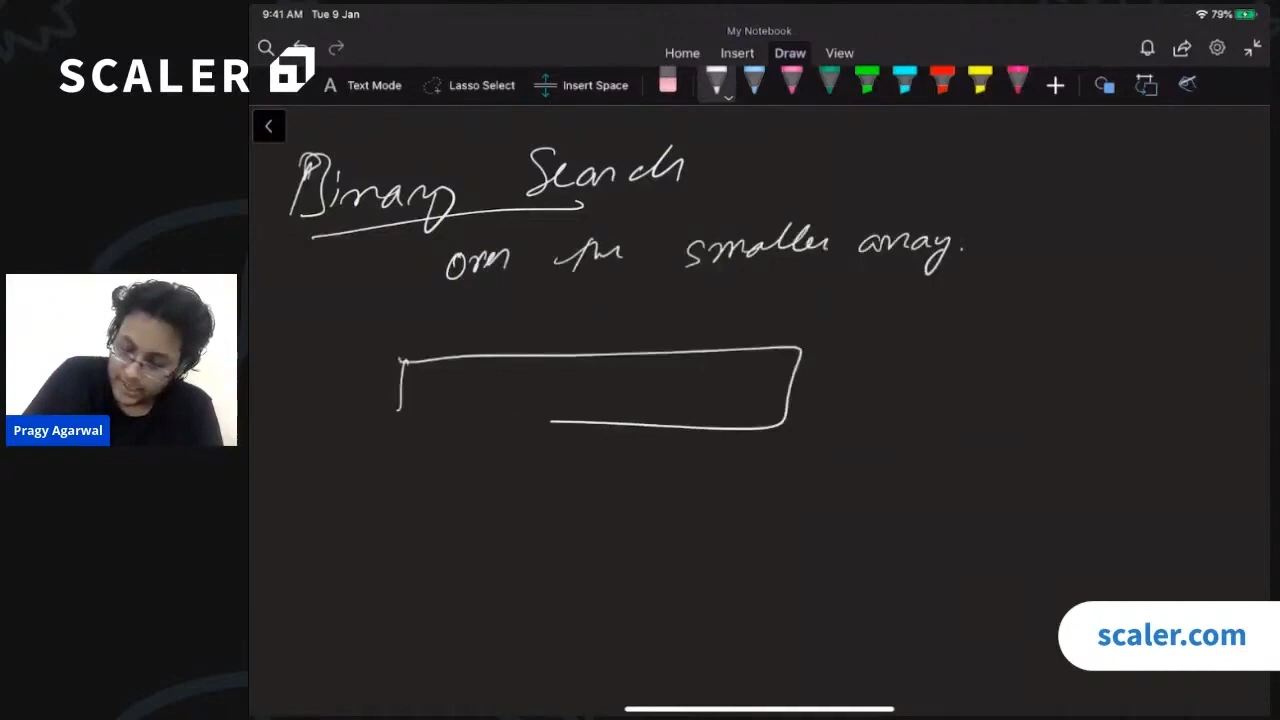 9:41 AM Tue 9 Jan
79%
My Notebook
Home Insert Draw View
SCALER
Text Mode Lasso Select Insert Space
Binary Search
over the smaller array.
Pragy Agarwal
scaler.com